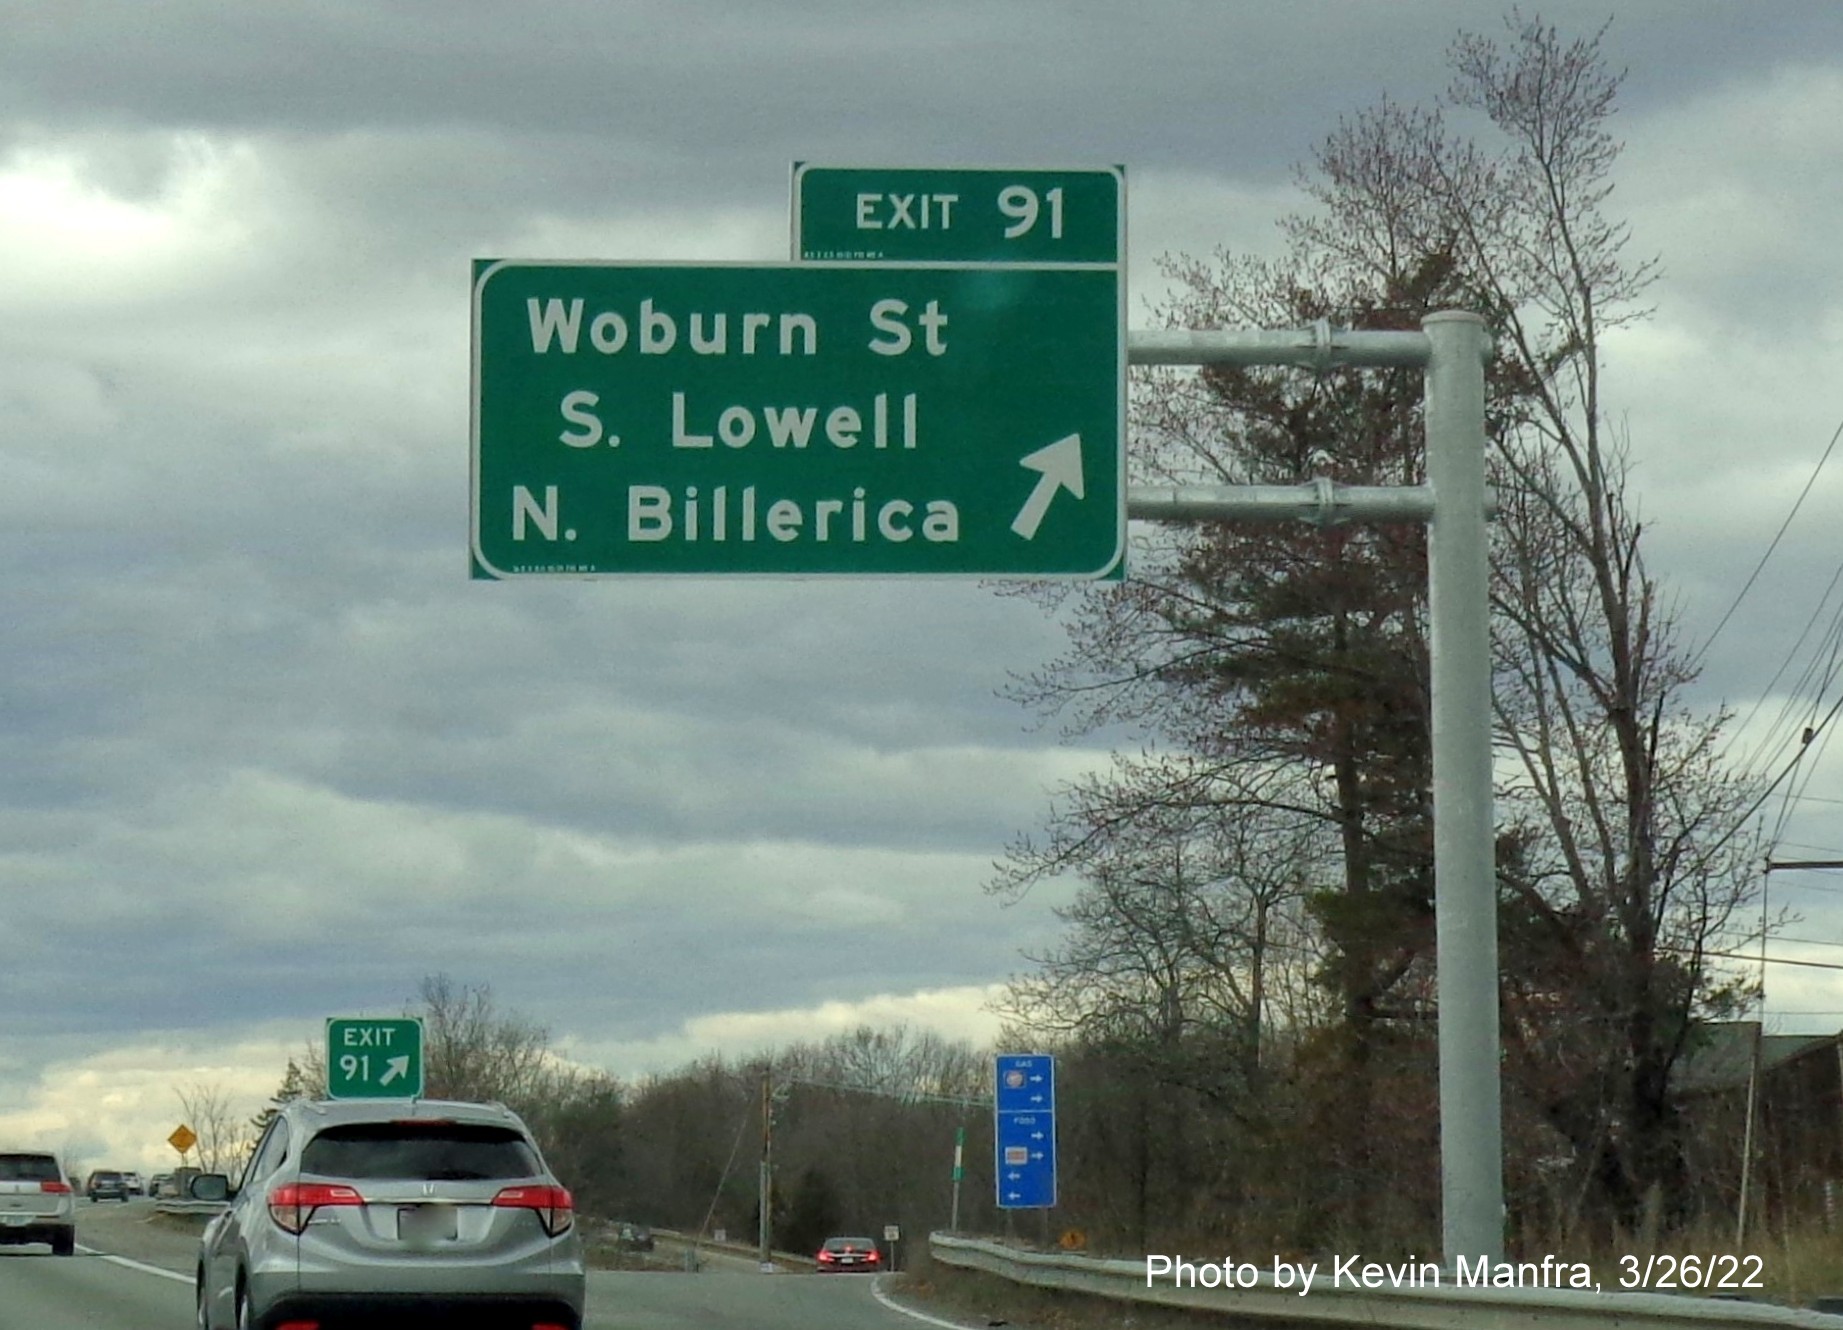 EXIT 91
Woburn St
S. Lowell
N. Billerica
EXIT
91
GAS
FOOD
Photo by Kevin Manfra, 3/26/22